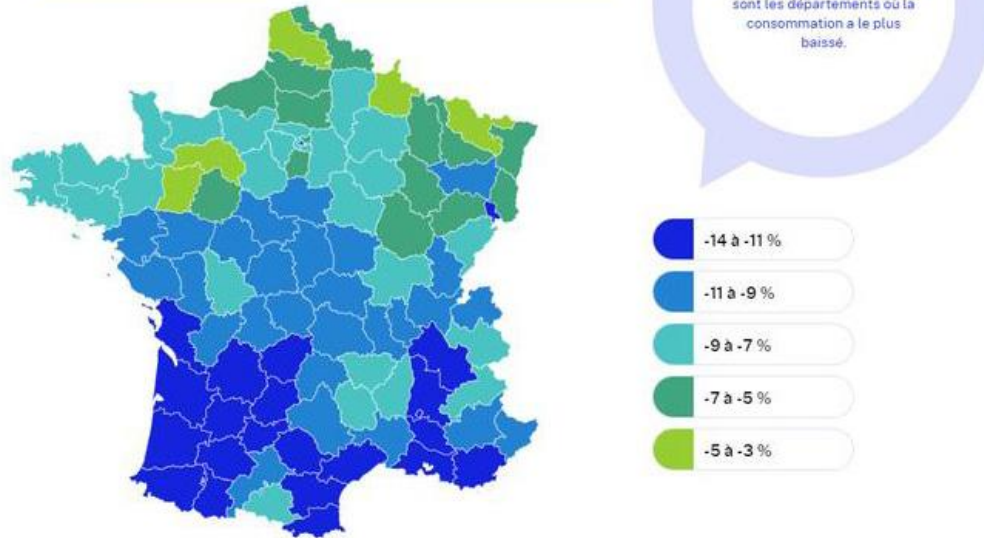 sont les départements où la
consommation a le plus
baissé.
-14 à -11 %
-11 à -9 %
-9 à -7 %
-7 à -5 %
-5 à -3 %